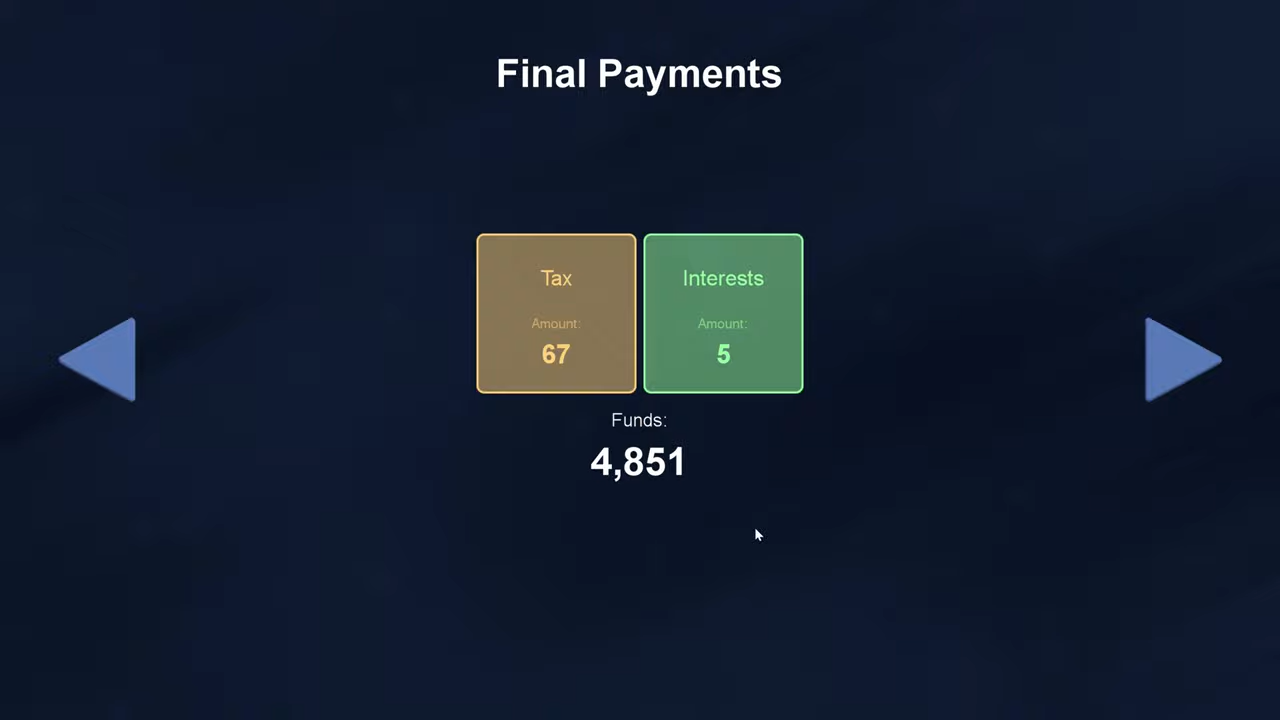 Final Payments
Tax
Amount:
67
Interests
Amount:
5
Funds:
4,851